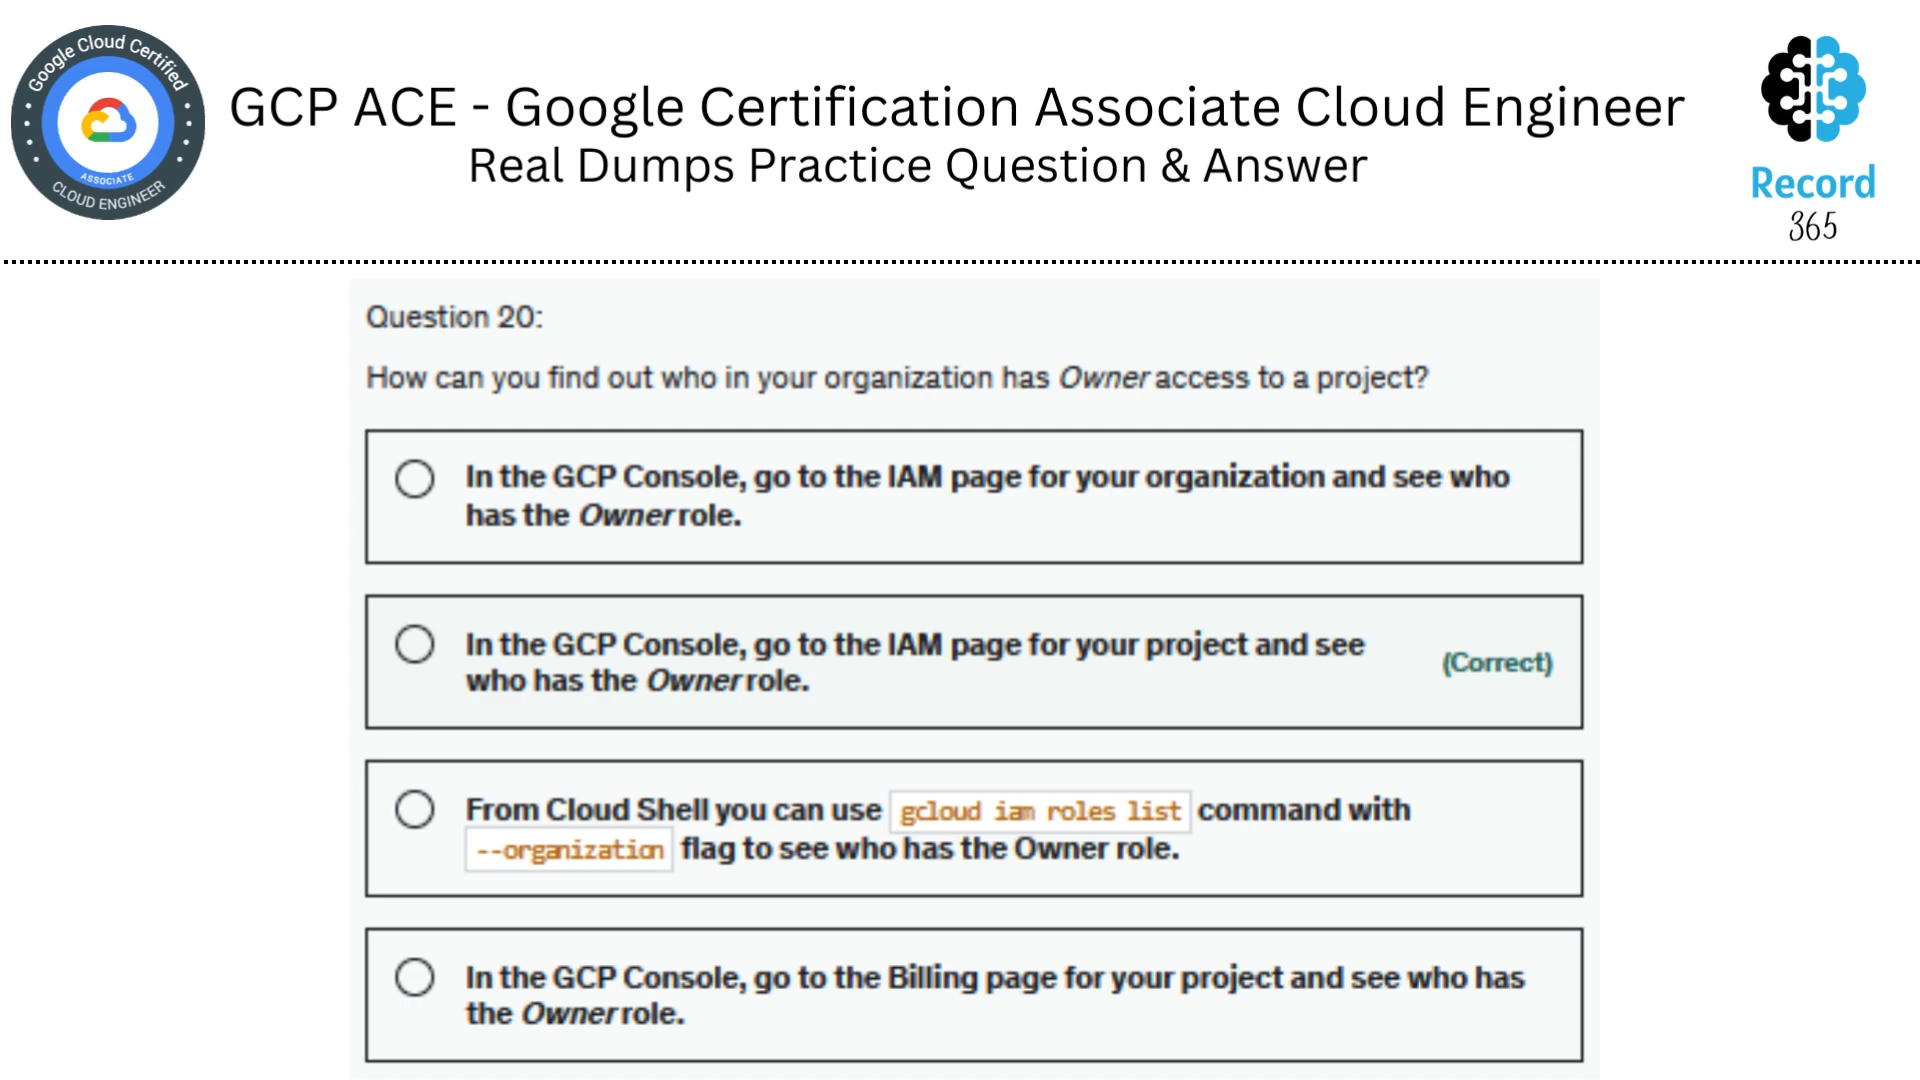 Google Cloud Certified
ASSOCIATE
CLOUD ENGINEER
GCP ACE - Google Certification Associate Cloud Engineer
Real Dumps Practice Question & Answer
Record
365
Question 20:
How can you find out who in your organization has Owner access to a project?
In the GCP Console, go to the IAM page for your organization and see who
has the Owner role.
In the GCP Console, go to the IAM page for your project and see
who has the Owner role.
(Correct)
From Cloud Shell you can use gcloud iam roles list command with
--organization flag to see who has the Owner role.
In the GCP Console, go to the Billing page for your project and see who has
the Owner role.